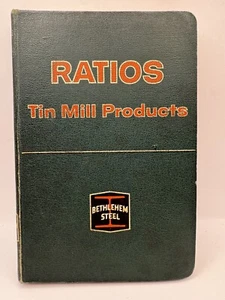 RATIOS
Tin Mill Products
BETHLEHEM
STEEL